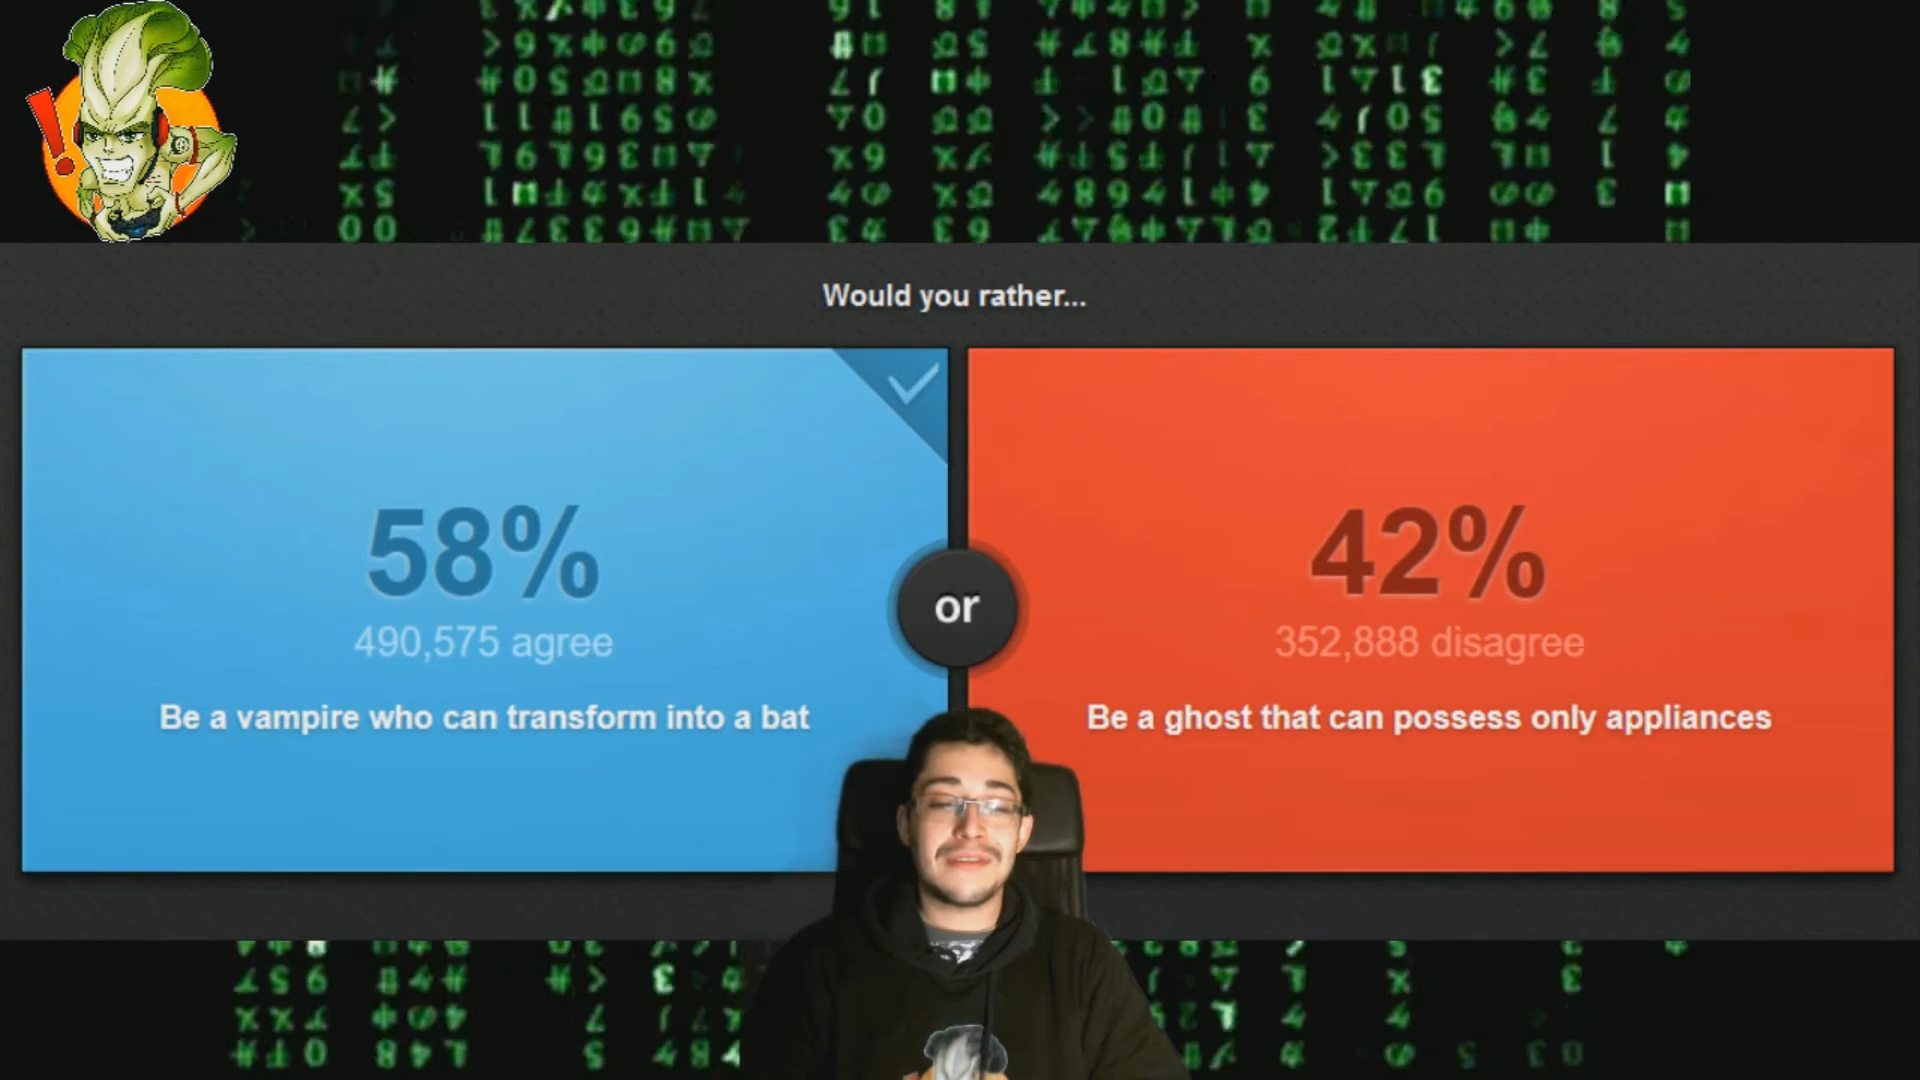 Would you rather...
58%
490,575 agree
Be a vampire who can transform into a bat
or
42%
352,888 disagree
Be a ghost that can possess only appliances